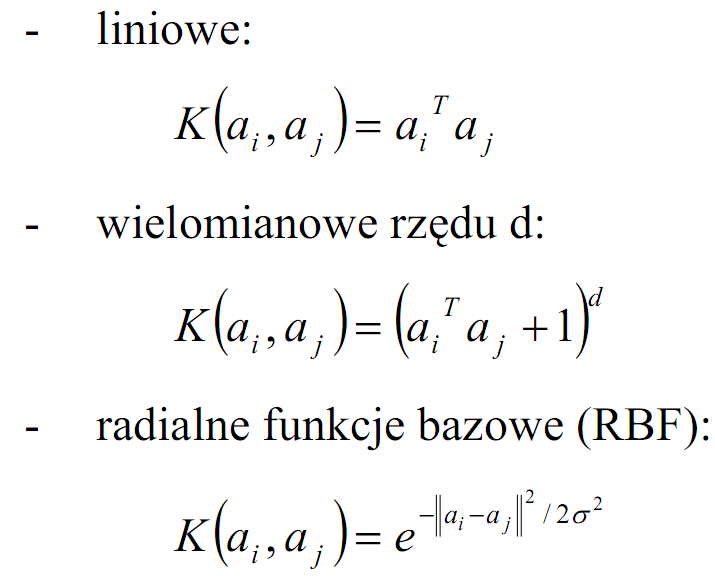 - liniowe:
K(a_i, a_j) = a_i^T a_j
- wielomianowe rzędu d:
K(a_i, a_j) = (a_i^T a_j + 1)^d
- radialne funkcje bazowe (RBF):
K(a_i, a_j) = e^{-‖a_i - a_j‖^2 / 2σ^2}